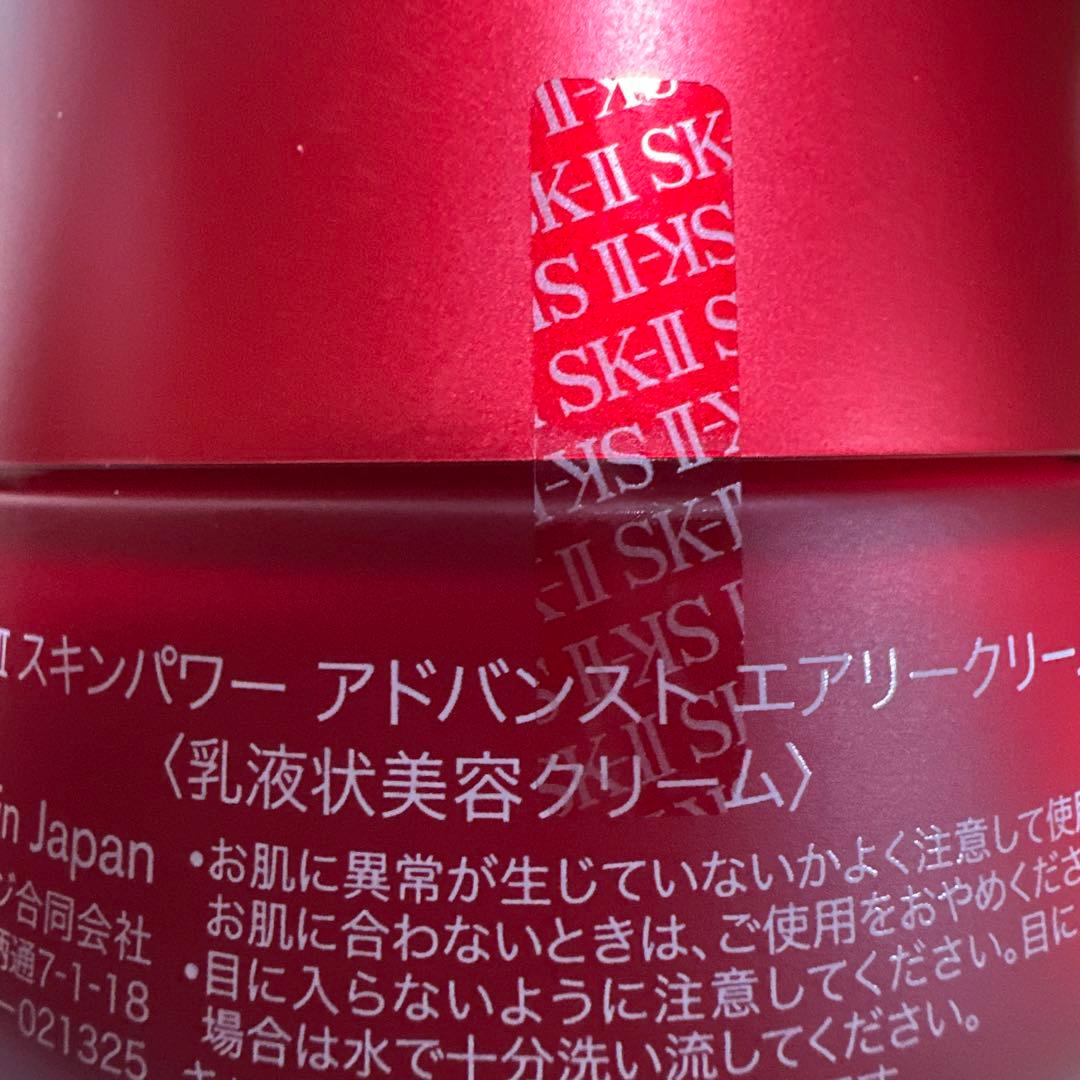 SK-II SK-
SK-II
SK-II S
SK-II
SK-II
II スキンパワー アドバンスト エアリークリーム
〈乳液状美容クリーム〉
in Japan
ジ合同会社
通7-1-18
021325
•お肌に異常が生じていないかよく注意して使用
お肌に合わないときは、ご使用をおやめくださ
•目に入らないように注意してください。目に
場合は水で十分洗い流してください。